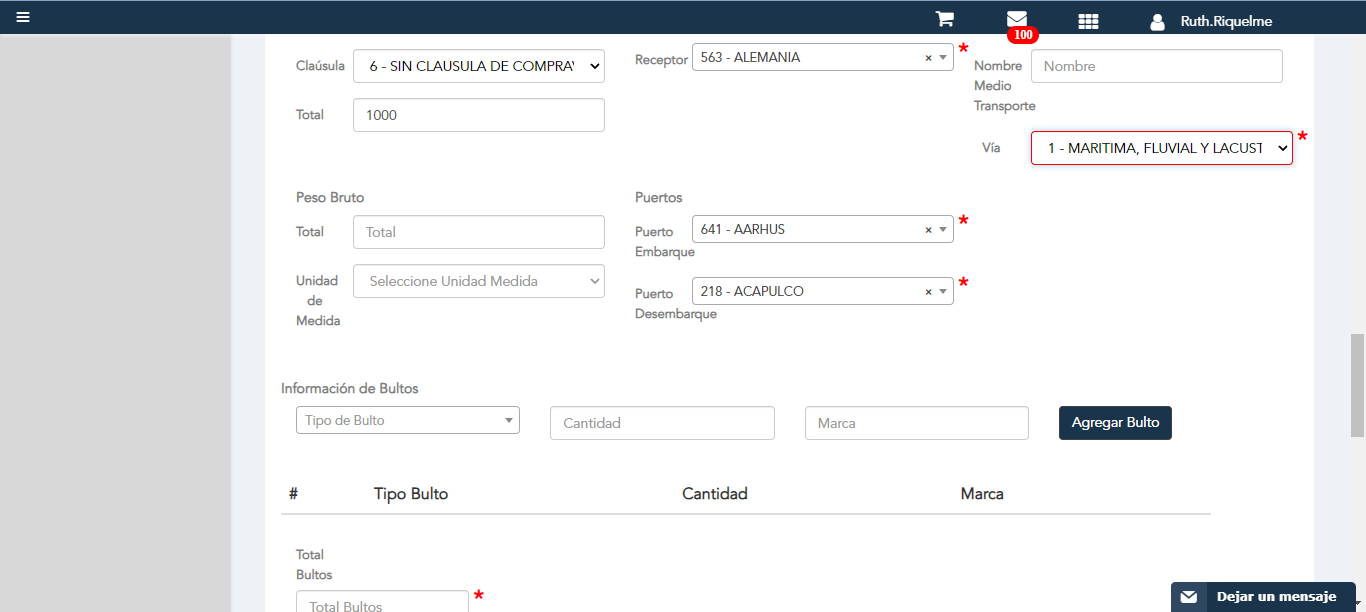 Ruth.Riquelme
100
Claúsula
6 - SIN CLAUSULA DE COMPRAV
Receptor
563 - ALEMANIA
×
*
Nombre
Medio
Transporte
Nombre
Total
1000
Vía
1 - MARITIMA, FLUVIAL Y LACUST
*
Peso Bruto
Puertos
Total
Total
Puerto
Embarque
641 - AARHUS
×
*
Unidad
de
Medida
Seleccione Unidad Medida
Puerto
Desembarque
218 - ACAPULCO
×
*
Información de Bultos
Tipo de Bulto
Cantidad
Marca
Agregar Bulto
# Tipo Bulto Cantidad Marca
Total
Bultos
Total Bultos
*
Dejar un mensaje